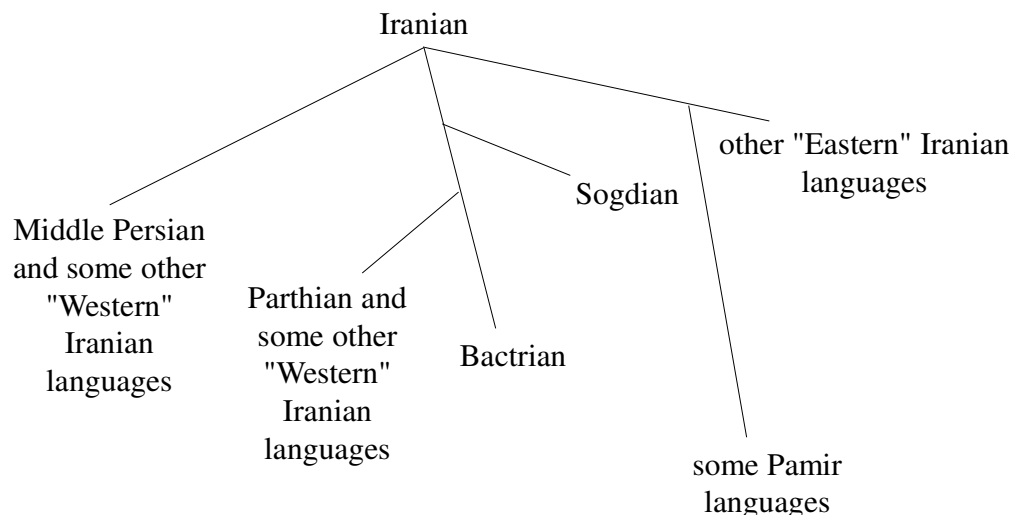 Iranian
other "Eastern" Iranian
languages
Sogdian
Middle Persian
and some other
"Western"
Iranian
languages
Parthian and
some other
"Western"
Iranian
languages
Bactrian
some Pamir
languages